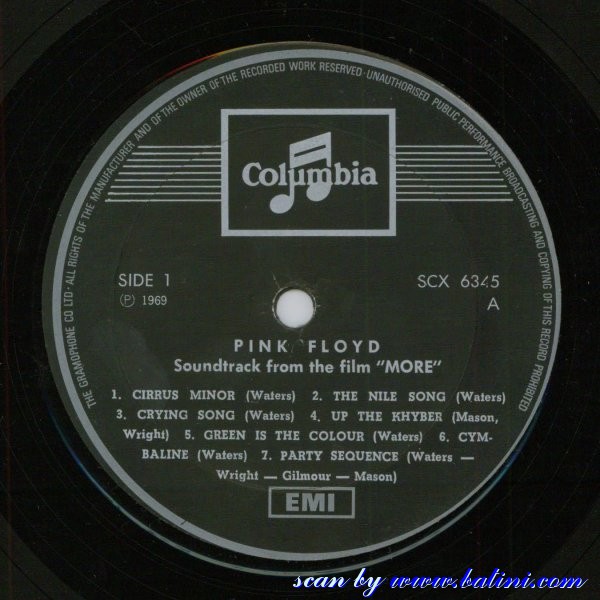 THE GRAMOPHONE CO LTD · ALL RIGHTS OF THE MANUFACTURER AND OF THE OWNER OF THE RECORDED WORK RESERVED · UNAUTHORISED PUBLIC PERFORMANCE BROADCASTING AND COPYING OF THIS RECORD PROHIBITED
Columbia
SIDE 1
SCX 6345
Ⓟ 1969
A
PINK FLOYD
Soundtrack from the film "MORE"
1. CIRRUS MINOR (Waters) 2. THE NILE SONG (Waters)
3. CRYING SONG (Waters) 4. UP THE KHYBER (Mason,
Wright) 5. GREEN IS THE COLOUR (Waters) 6. CYM-
BALINE (Waters) 7. PARTY SEQUENCE (Waters —
Wright — Gilmour — Mason)
EMI
scan by www.batini.com